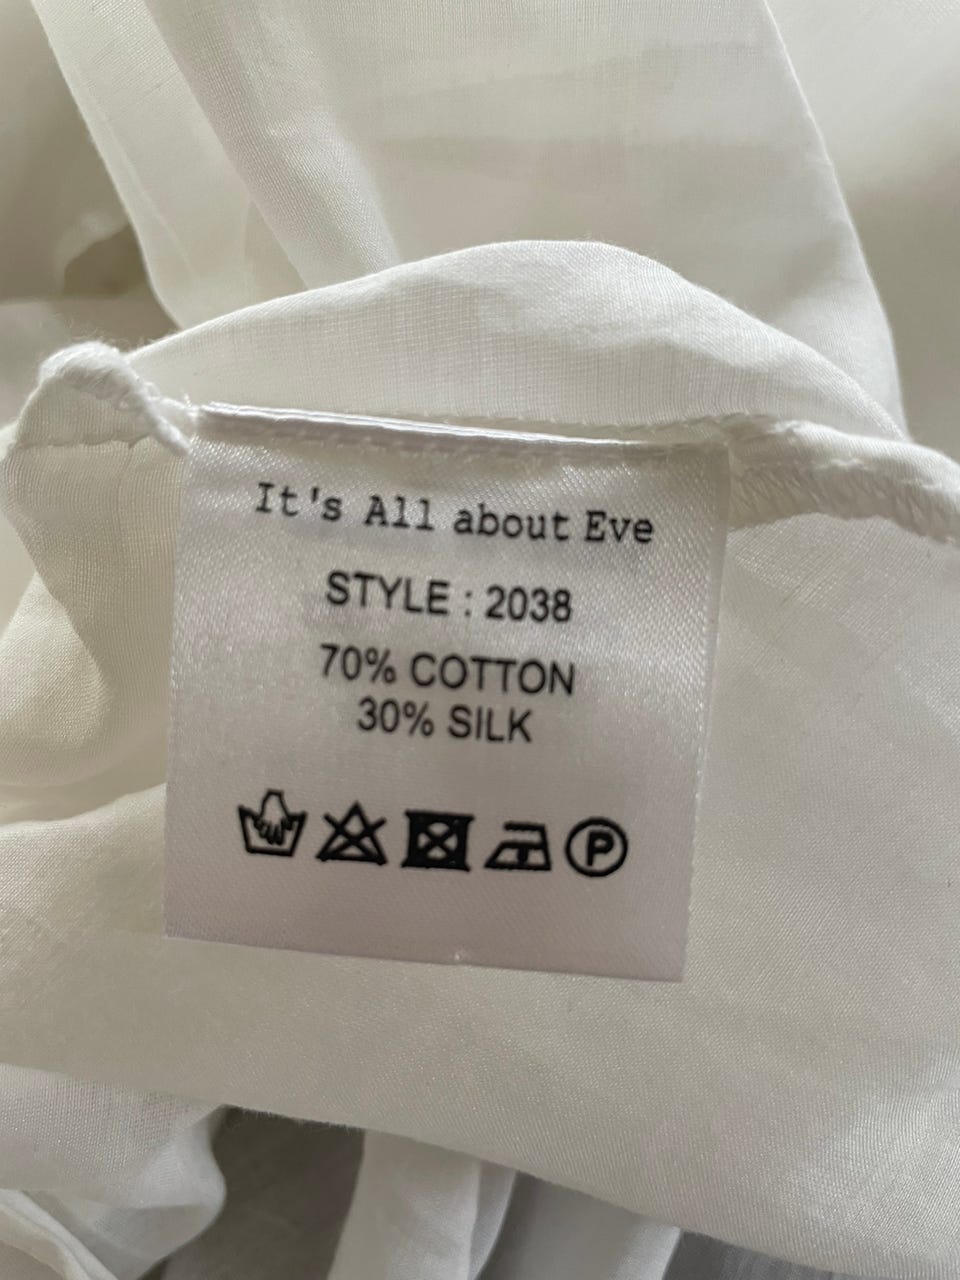 It's All about Eve
STYLE : 2038
70% COTTON
30% SILK
P